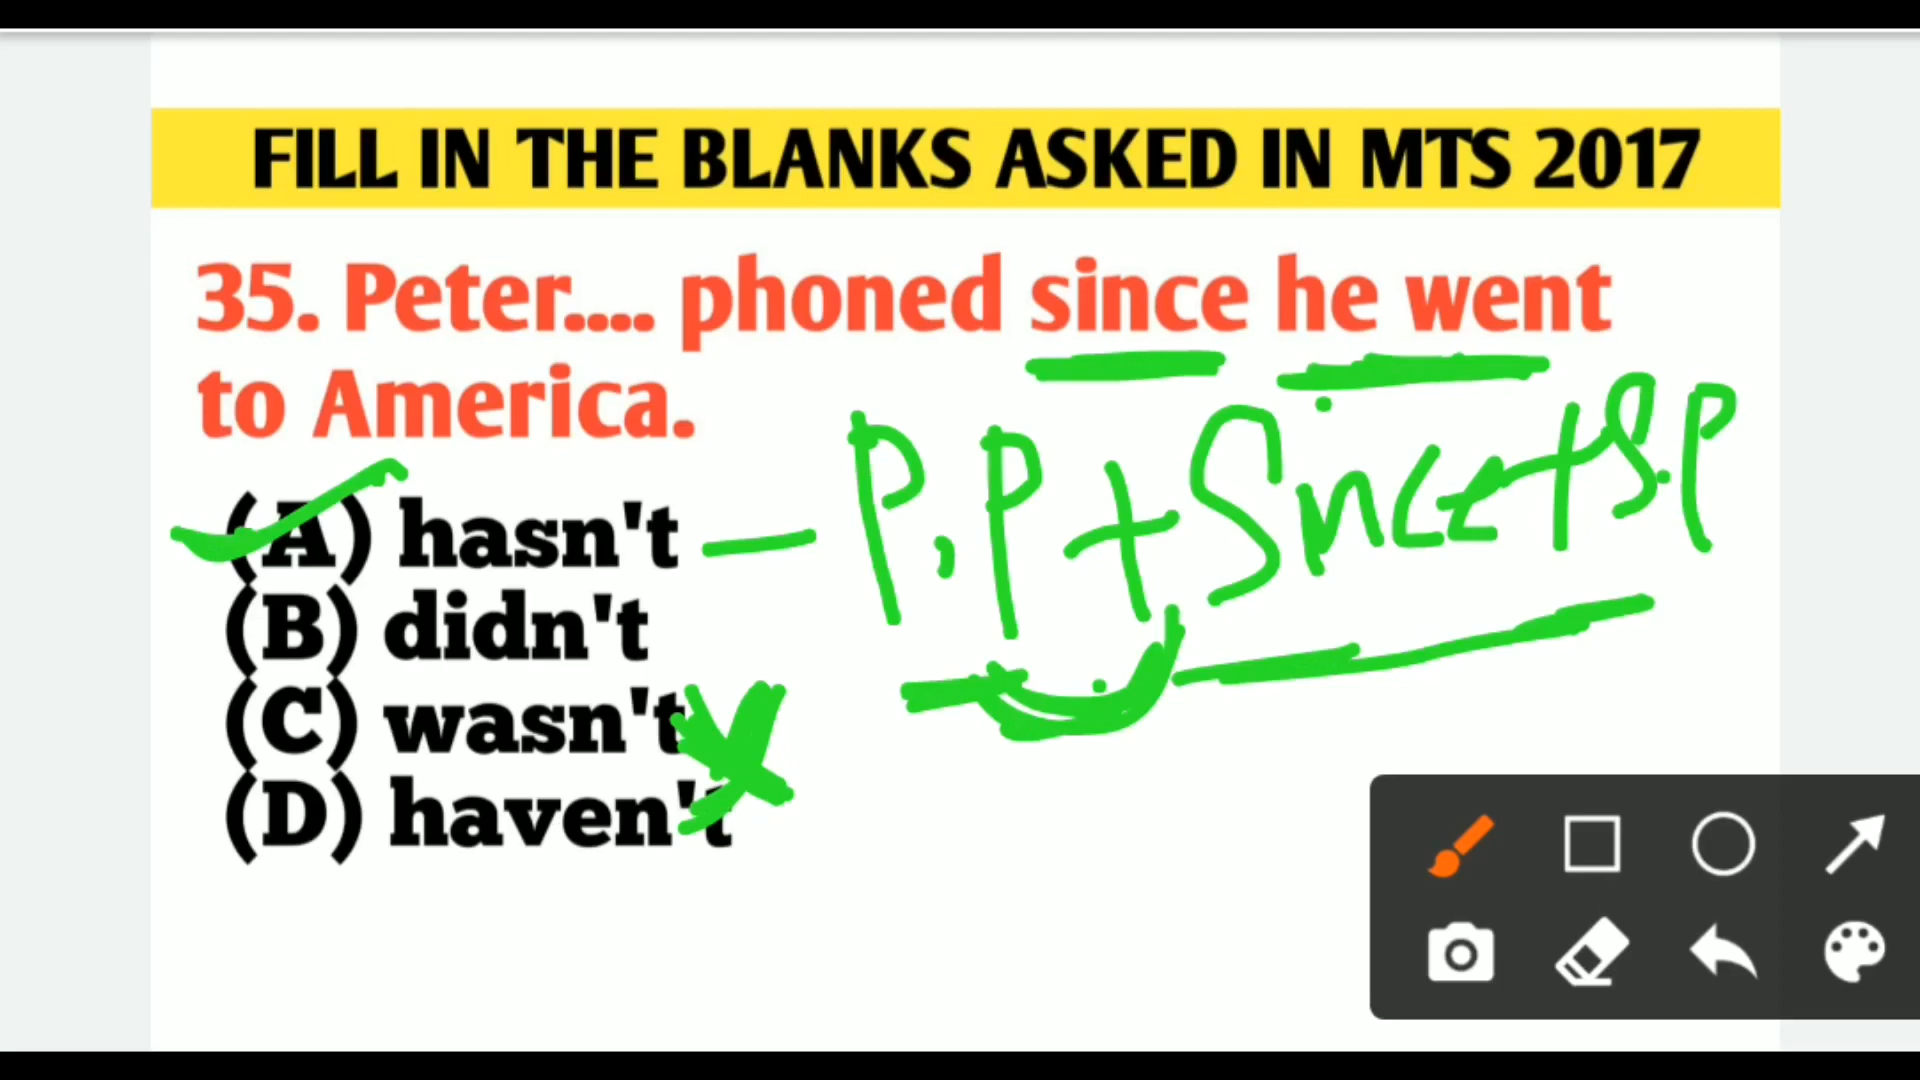 FILL IN THE BLANKS ASKED IN MTS 2017
35. Peter.... phoned since he went
to America.
(A) hasn't – P.P + Since + S.P
(B) didn't
(C) wasn't
(D) haven't